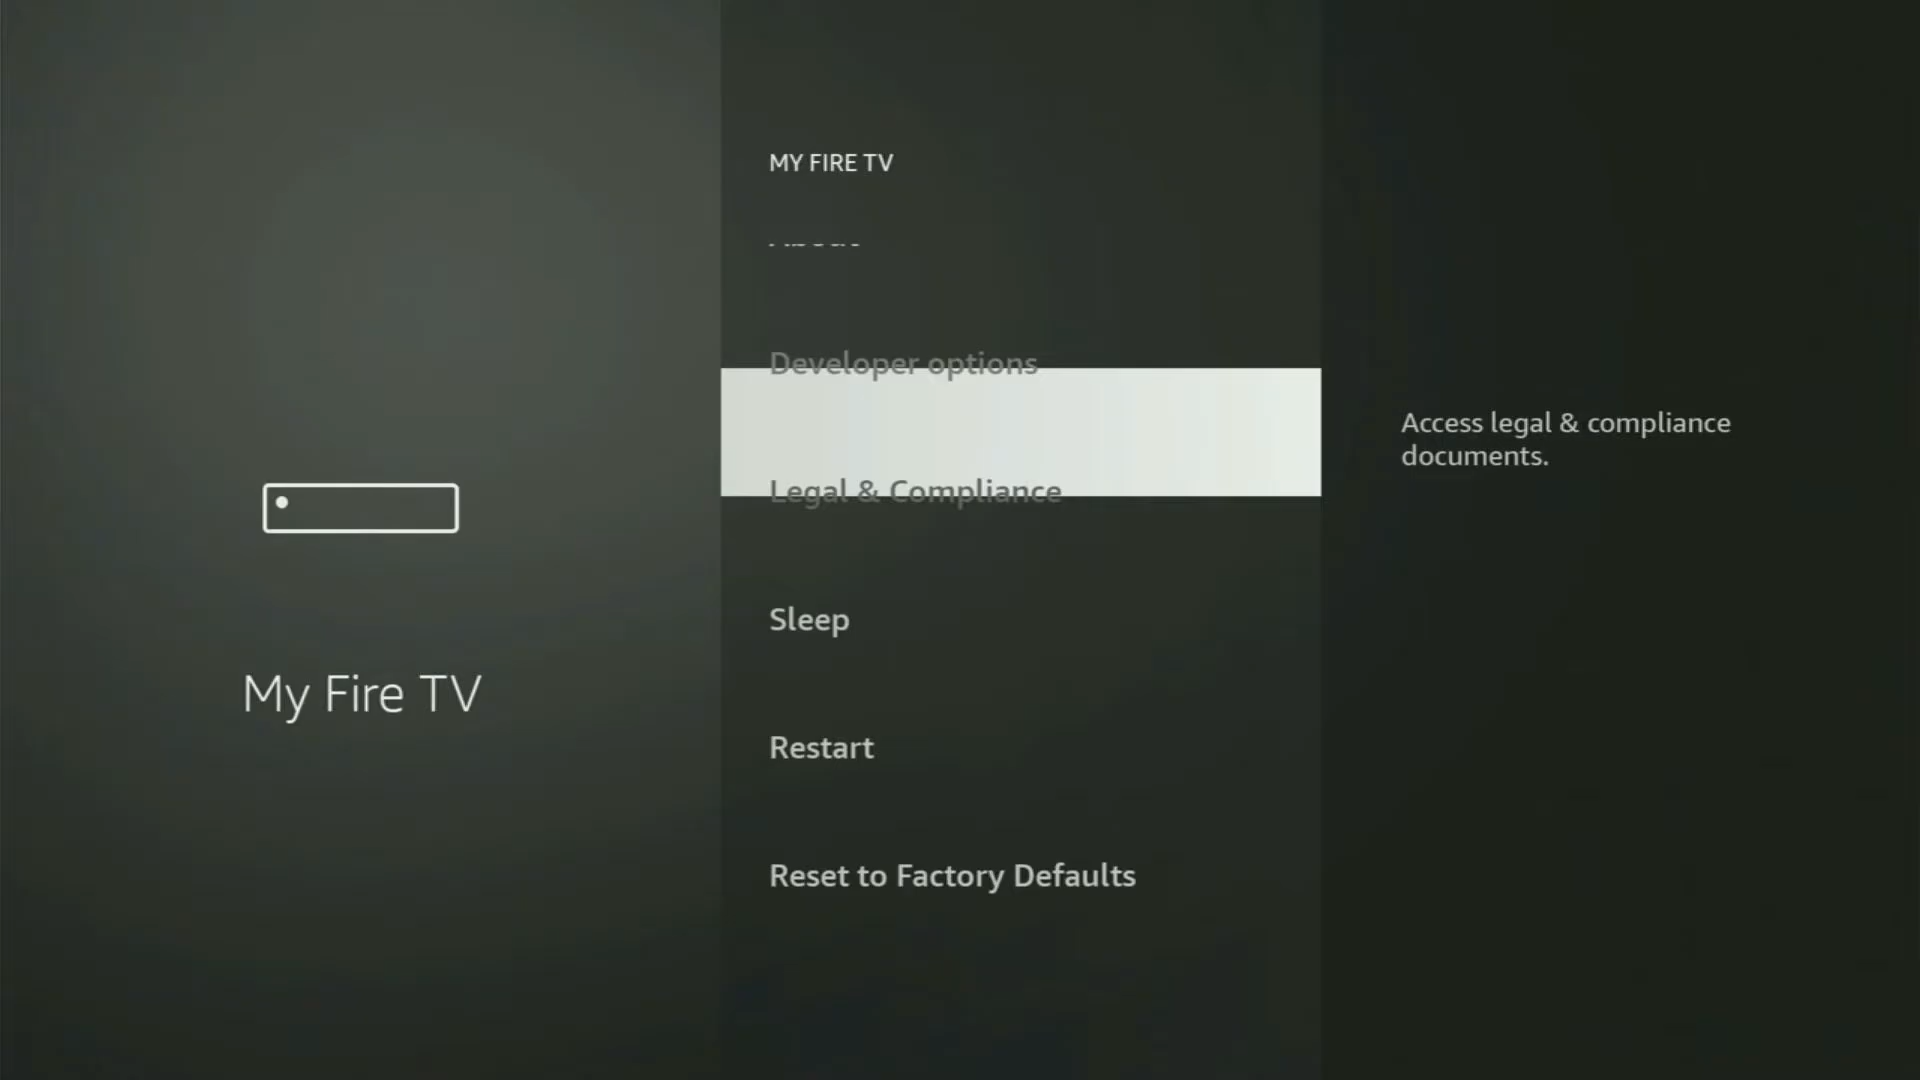 MY FIRE TV
Developer options
Legal & Compliance
Access legal & compliance
documents.
Sleep
My Fire TV
Restart
Reset to Factory Defaults